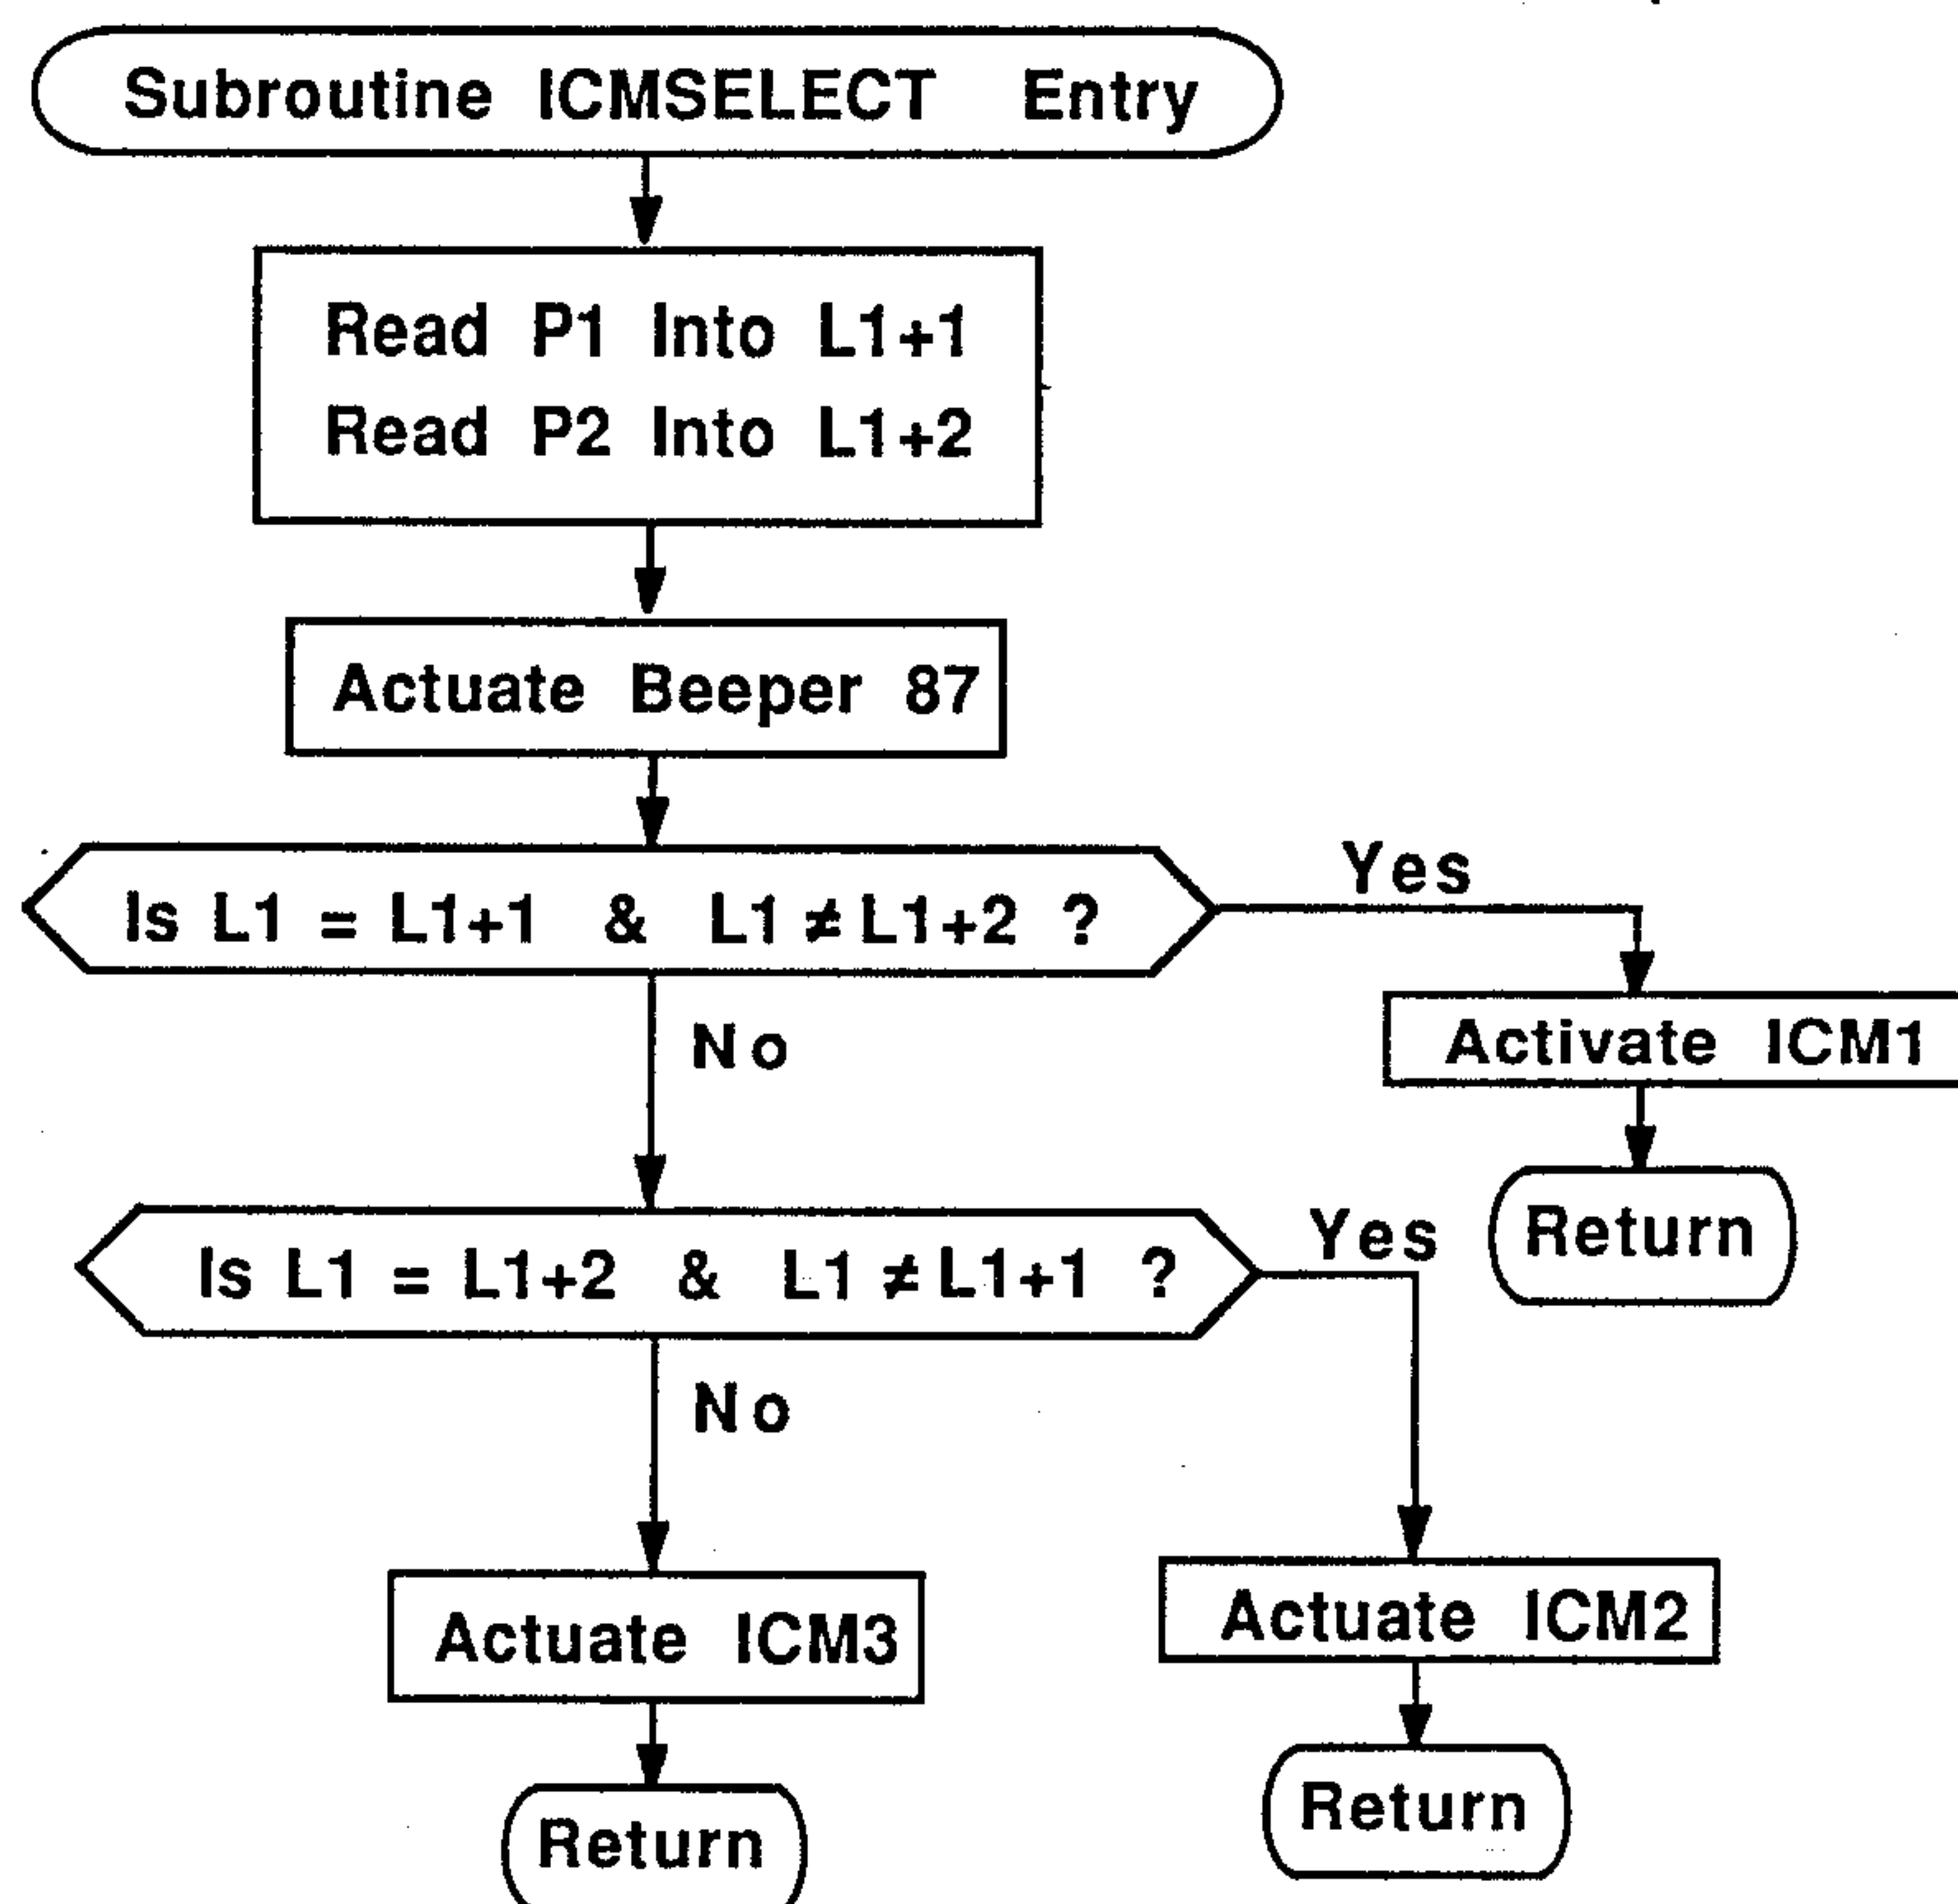 Subroutine ICMSELECT Entry
Read P1 Into L1+1
Read P2 Into L1+2
Actuate Beeper 87
Is L1 = L1+1 & L1 ≠ L1+2 ?
Yes
No
Activate ICM1
Return
Is L1 = L1+2 & L1 ≠ L1+1 ?
Yes
No
Actuate ICM3
Actuate ICM2
Return
Return